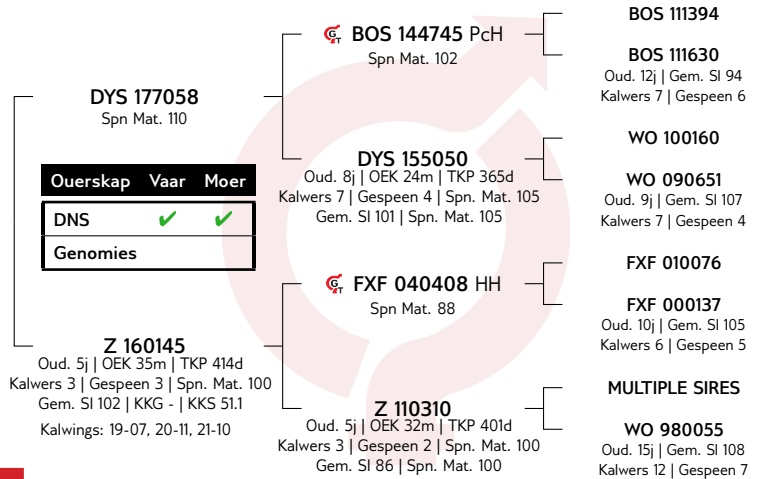 BOS 111394
BOS 144745 PcH
Spn Mat. 102
BOS 111630
Oud. 12j | Gem. SI 94
Kalwers 7 | Gespeen 6
DYS 177058
Spn Mat. 110
WO 100160
DYS 155050
Oud. 8j | OEK 24m | TKP 365d
Kalwers 7 | Gespeen 4 | Spn. Mat. 105
Gem. SI 101 | Spn. Mat. 105
WO 090651
Oud. 9j | Gem. SI 107
Kalwers 7 | Gespeen 4
Ouerskap Vaar Moer
DNS ✔ ✔
Genomies
FXF 010076
FXF 040408 HH
Spn Mat. 88
FXF 000137
Oud. 10j | Gem. SI 105
Kalwers 6 | Gespeen 5
Z 160145
Oud. 5j | OEK 35m | TKP 414d
Kalwers 3 | Gespeen 3 | Spn. Mat. 100
Gem. SI 102 | KKG - | KKS 51.1
Kalwings: 19-07, 20-11, 21-10
MULTIPLE SIRES
Z 110310
Oud. 5j | OEK 32m | TKP 401d
Kalwers 3 | Gespeen 2 | Spn. Mat. 100
Gem. SI 86 | Spn. Mat. 100
WO 980055
Oud. 15j | Gem. SI 108
Kalwers 12 | Gespeen 7